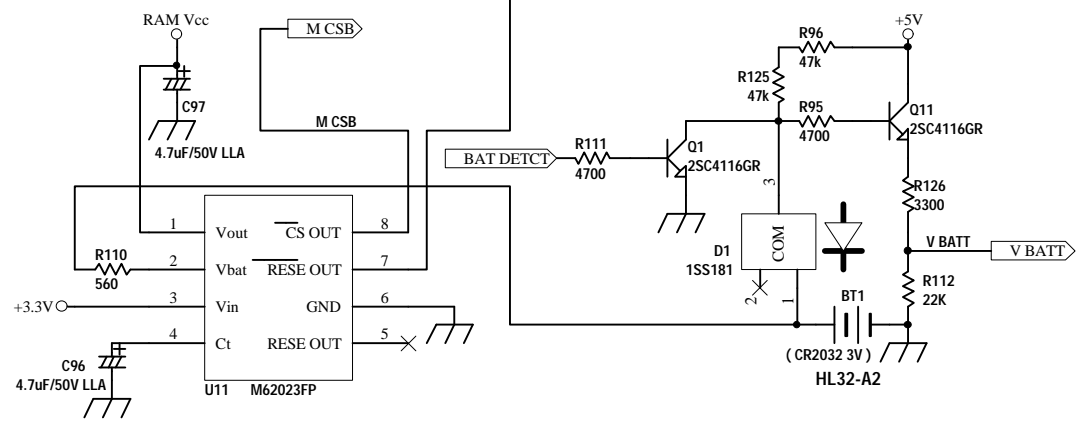 RAM Vcc
C97
4.7uF/50V LLA
M CSB
M CSB
BAT DETCT
R111
4700
Q1
2SC4116GR
R96
47k
R125
47k
R95
4700
+5V
Q11
2SC4116GR
R126
3300
V BATT
V BATT
R112
22K
3
COM
D1
1SS181
2
1
BT1
( CR2032 3V )
HL32-A2
R110
560
+3.3V
C96
4.7uF/50V LLA
1
2
3
4
Vout
Vbat
Vin
Ct
CS OUT
RESE OUT
GND
RESE OUT
8
7
6
5
U11 M62023FP